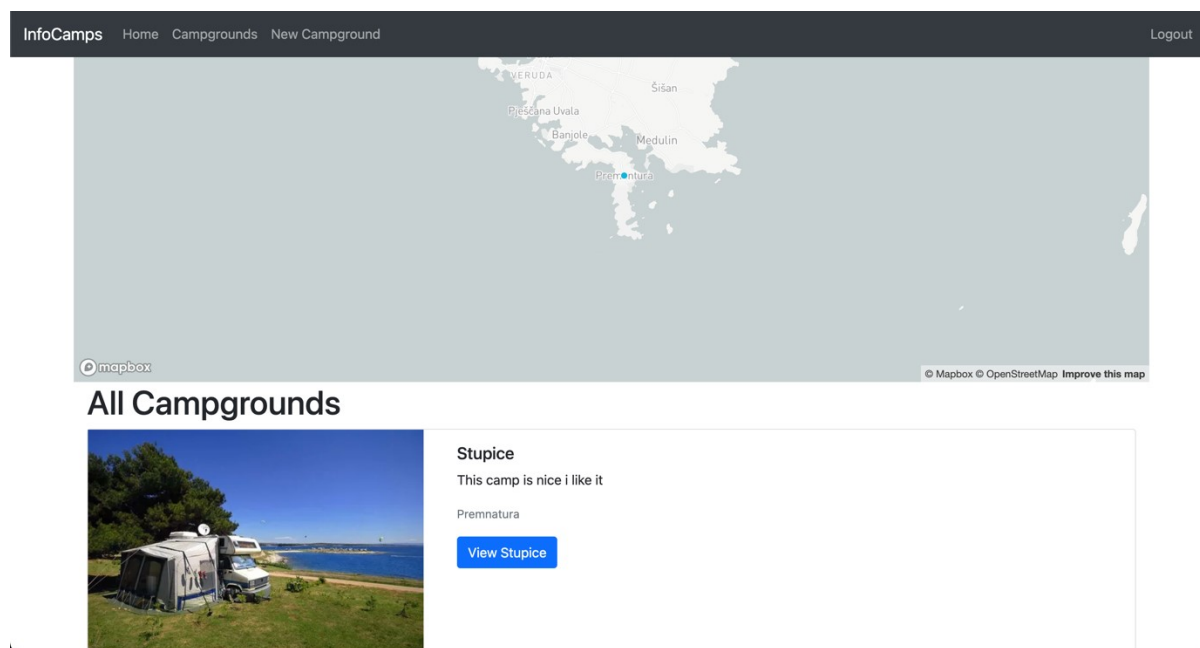 InfoCamps Home Campgrounds New Campground Logout
VERUDA
Šišan
Pješčana Uvala
Banjole
Medulin
Premantura
mapbox
© Mapbox © OpenStreetMap Improve this map
All Campgrounds
Stupice
This camp is nice i like it
Premnatura
View Stupice